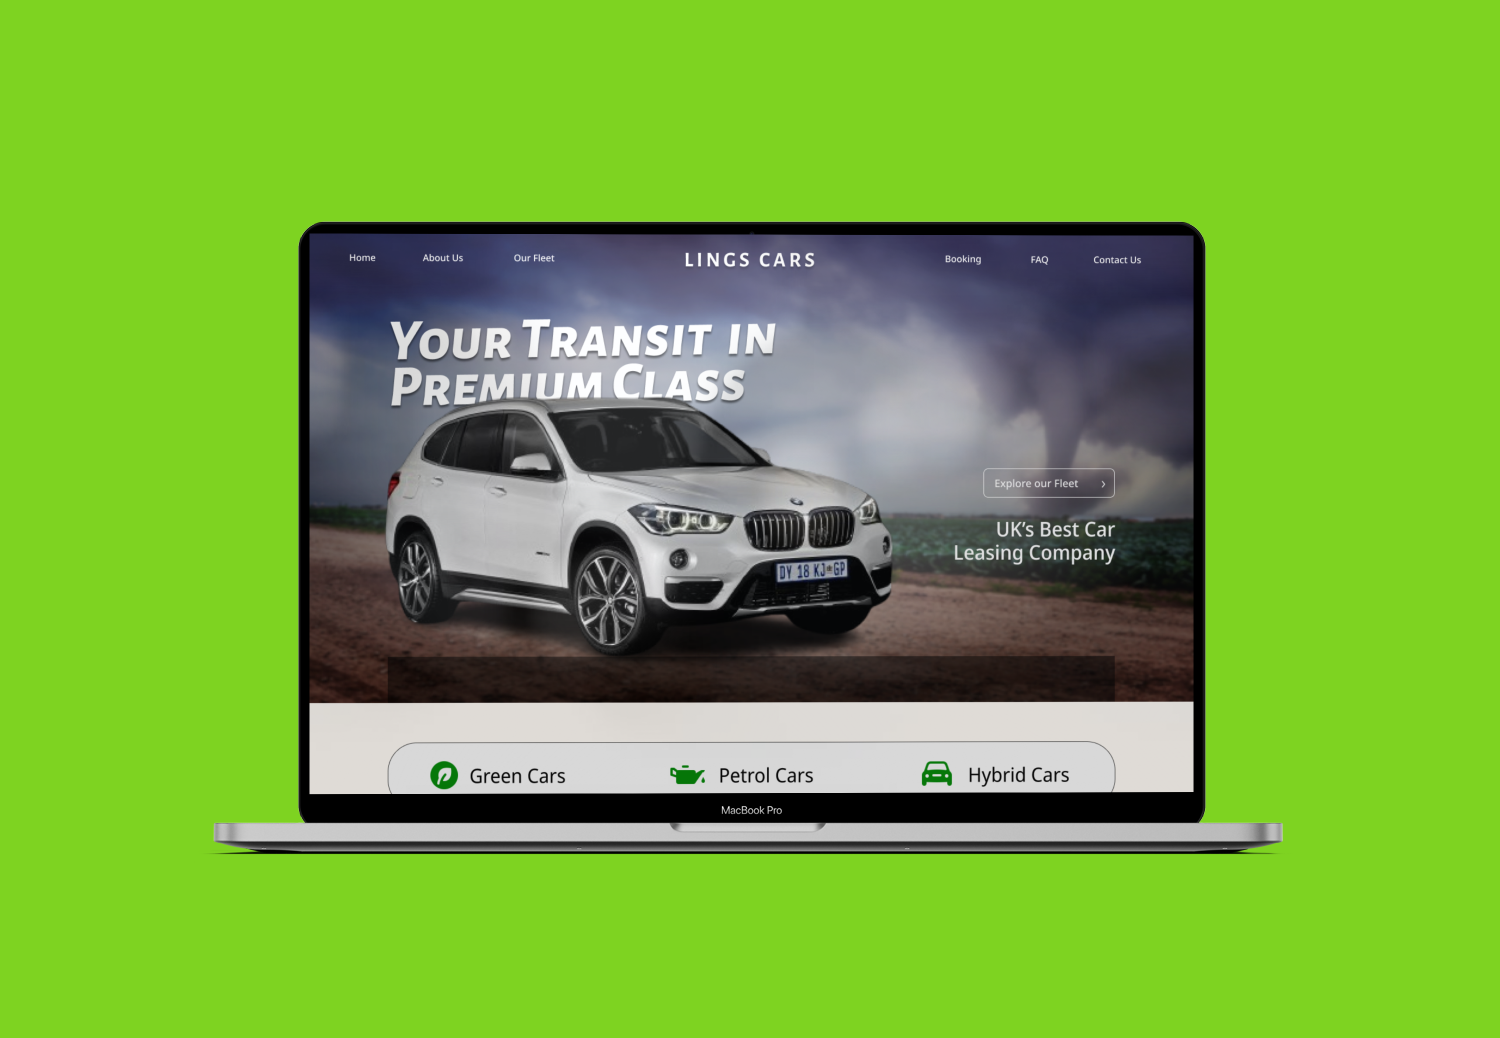 Home
About Us
Our Fleet
LINGS CARS
Booking
FAQ
Contact Us
YOUR TRANSIT IN
PREMIUM CLASS
Explore our Fleet
UK's Best Car
Leasing Company
DY 18 KJ GP
Green Cars
Petrol Cars
Hybrid Cars
MacBook Pro